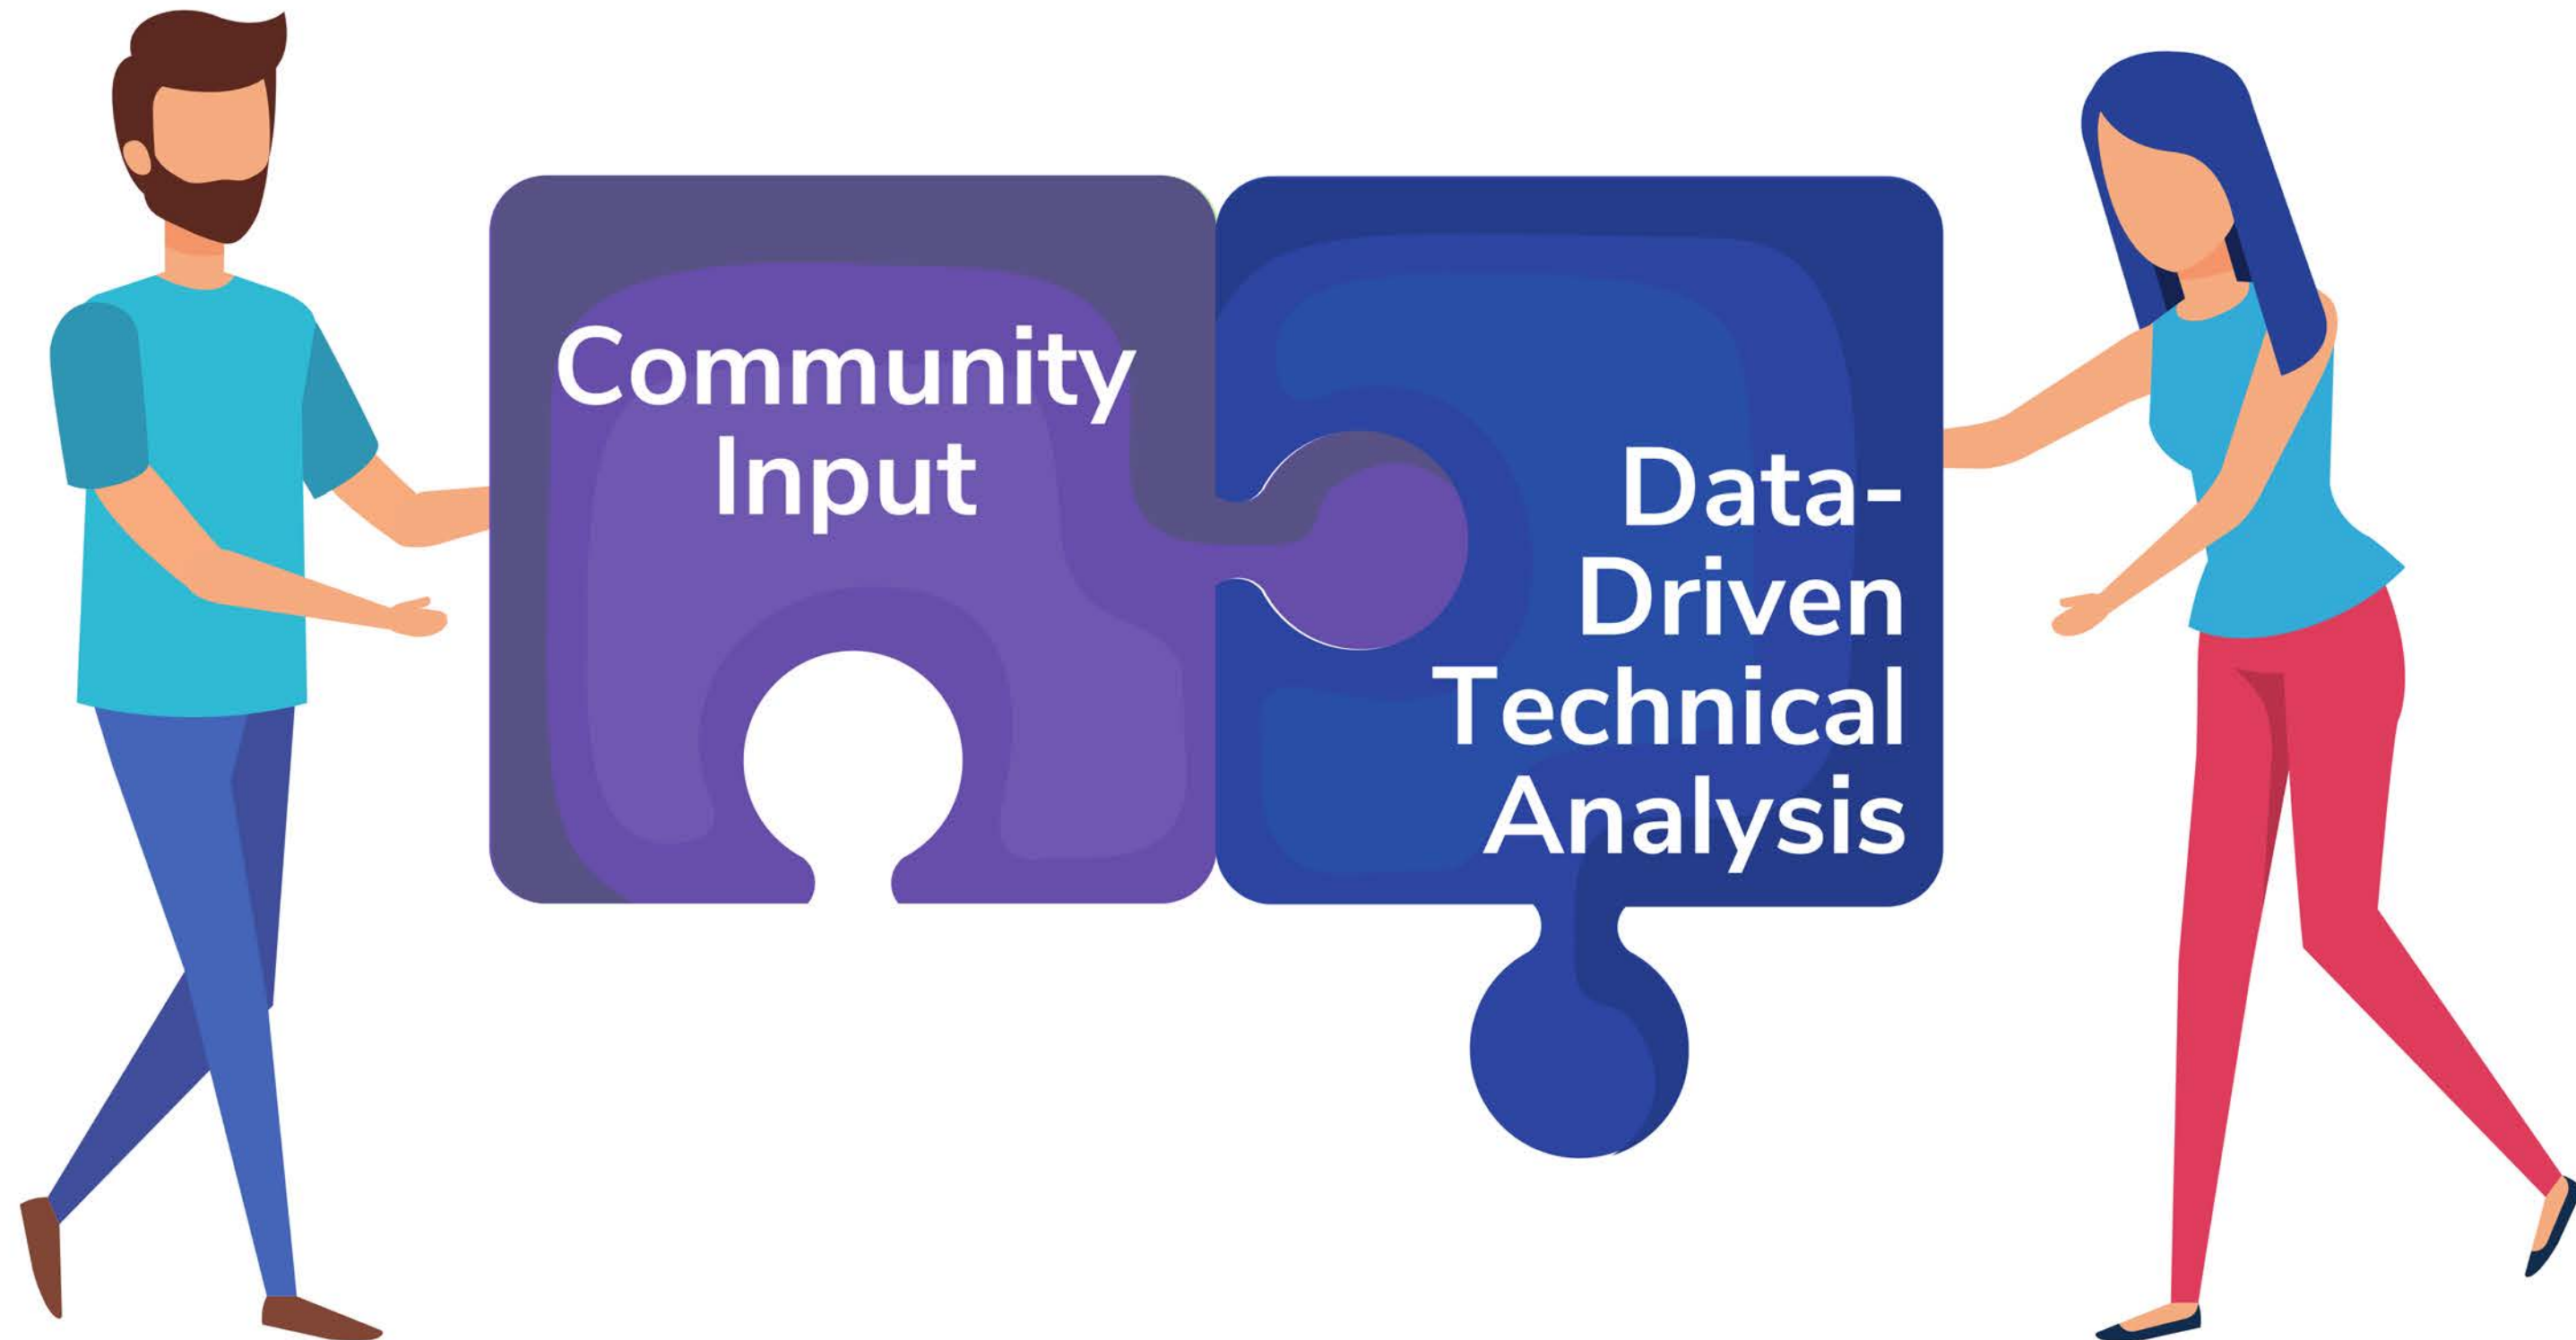 Community
Input
Data-
Driven
Technical
Analysis